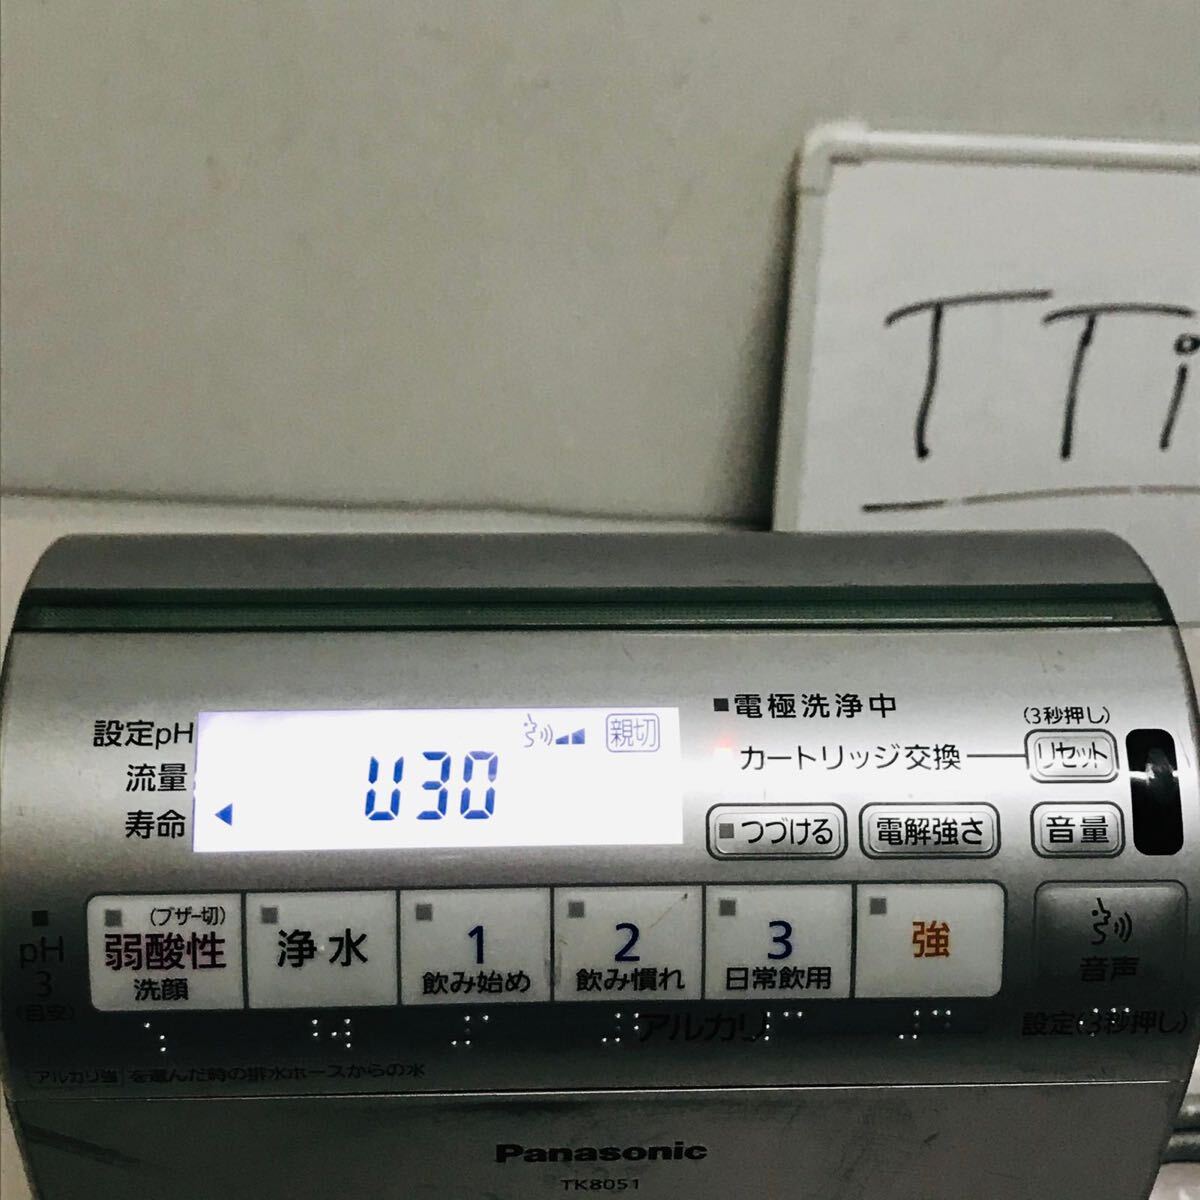 TTi
設定pH
流量
寿命
親切
U30
電極洗浄中
カートリッジ交換
(3秒押し)
リセット
つづける
電解強さ
音量
pH
3
(目安)
(ブザー切)
弱酸性
洗顔
浄水
1
飲み始め
2
飲み慣れ
3
日常飲用
強
音声
アルカリ
設定(3秒押し)
アルカリ強 を選んだ時の排水ホースからの水
Panasonic
TK8051